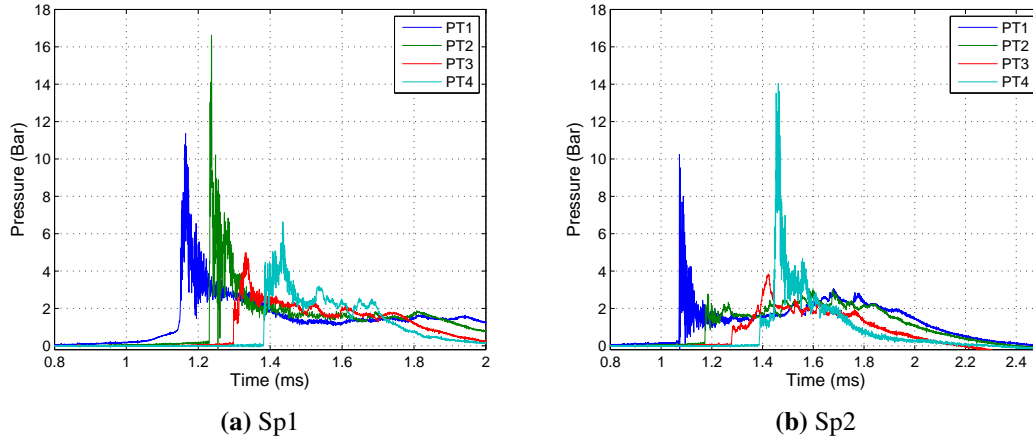 18
16
14
12
10
8
6
4
2
0
Pressure (Bar)
0.8 1 1.2 1.4 1.6 1.8 2
Time (ms)
PT1
PT2
PT3
PT4
(a) Sp1
18
16
14
12
10
8
6
4
2
0
Pressure (Bar)
0.8 1 1.2 1.4 1.6 1.8 2 2.2 2.4
Time (ms)
PT1
PT2
PT3
PT4
(b) Sp2